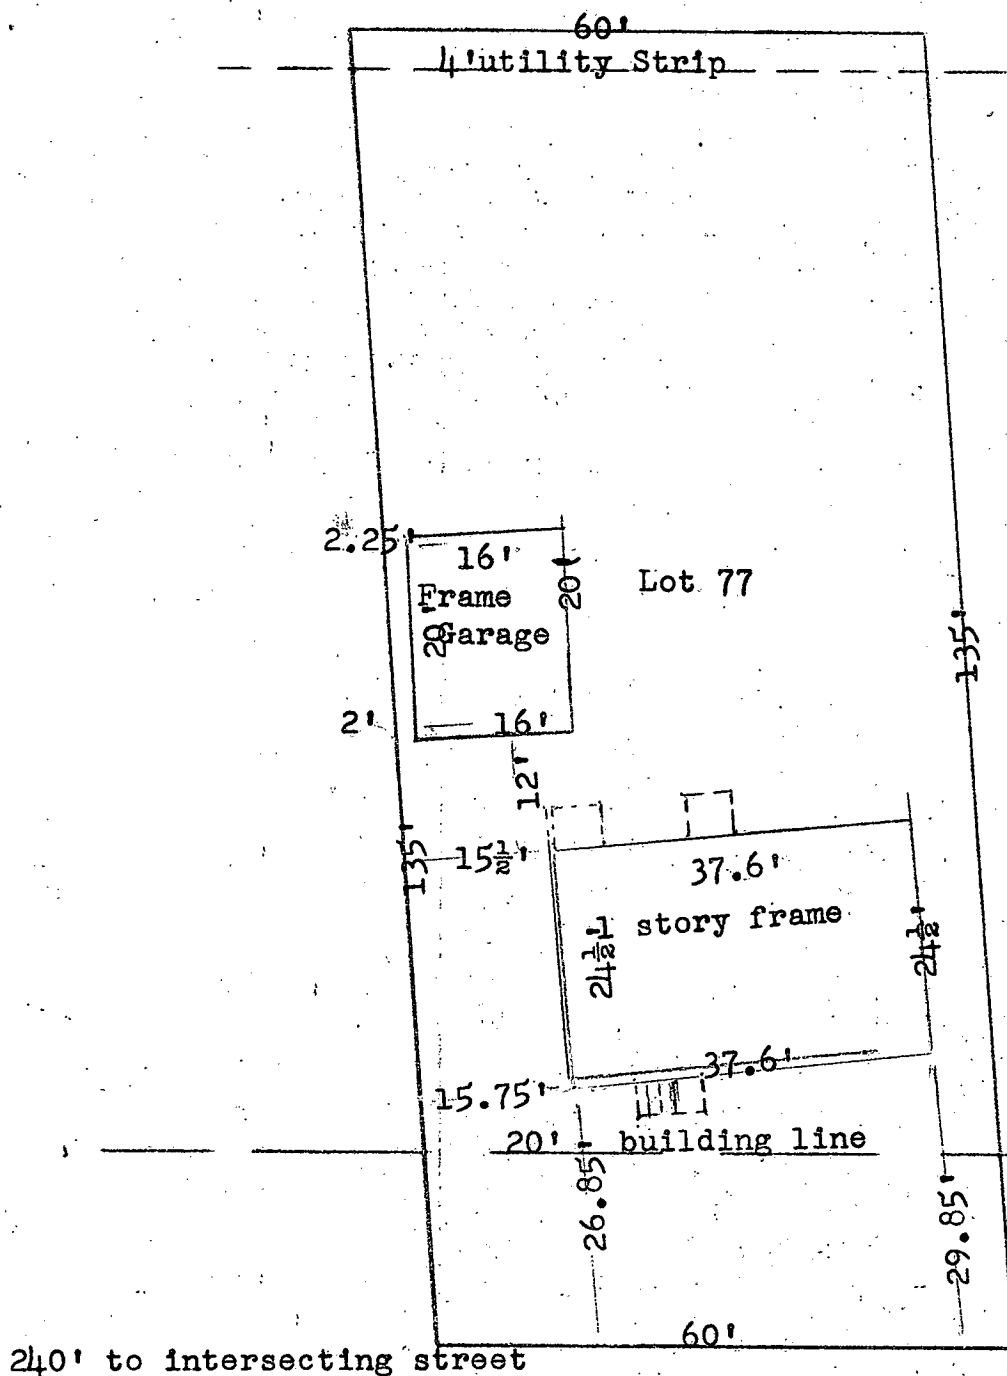 60'
4'utility Strip
2.25'
16'
20'
Frame
Garage
20'
Lot 77
135'
2'
16'
12'
135'
15½'
37.6'
1 story frame
24½'
24½'
37.6'
15.75'
20' building line
26.85'
29.85'
60'
240' to intersecting street